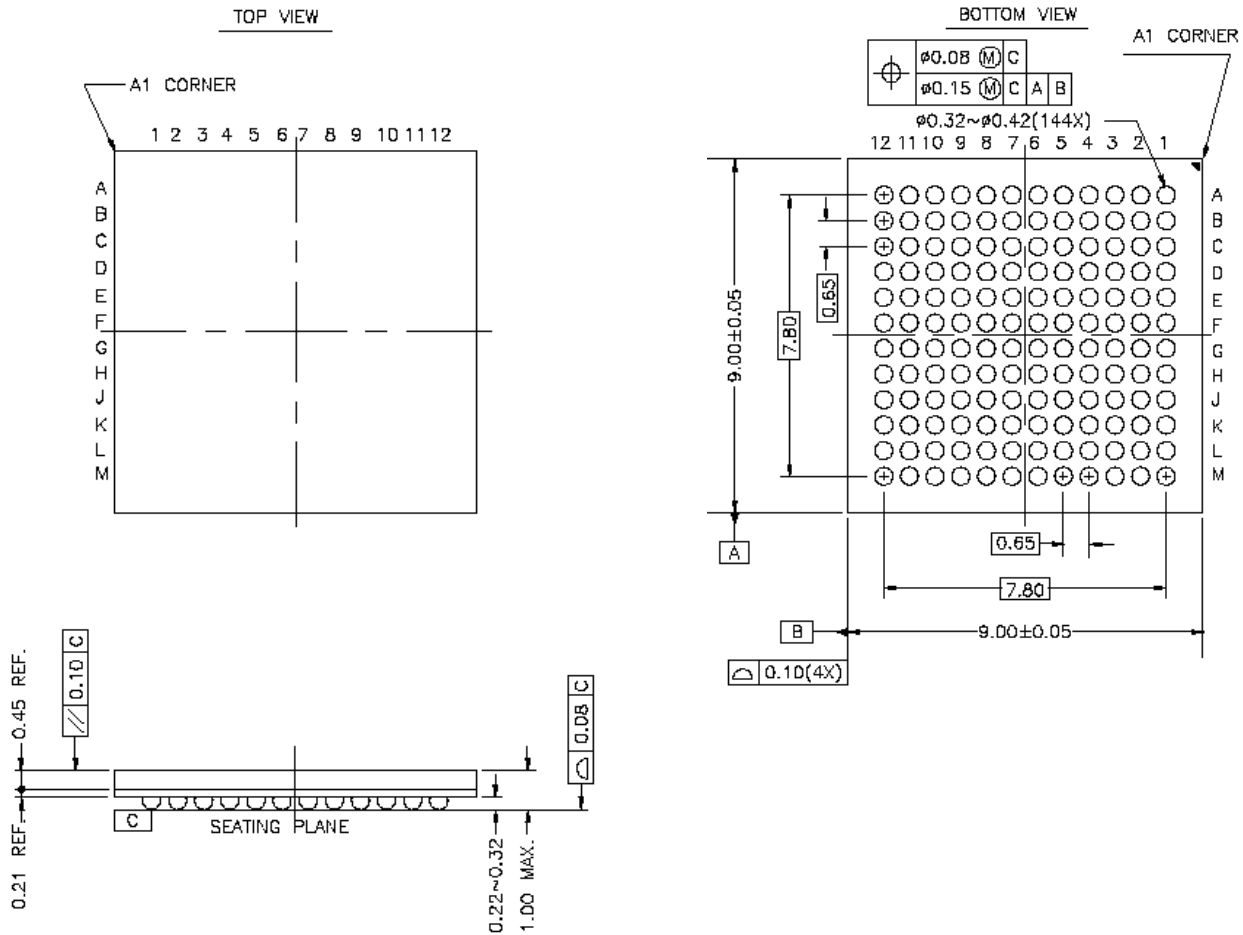 TOP VIEW
A1 CORNER
1 2 3 4 5 6 7 8 9 10 11 12
A
B
C
D
E
F
G
H
J
K
L
M
BOTTOM VIEW
A1 CORNER
ø0.08 Ⓜ C
ø0.15 Ⓜ C A B
ø0.32~ø0.42(144X)
12 11 10 9 8 7 6 5 4 3 2 1
A
B
C
D
E
F
G
H
J
K
L
M
0.65
7.80
9.00±0.05
A
0.65
7.80
B
9.00±0.05
0.10(4X)
0.45 REF.
// 0.10 C
0.21 REF.
C
SEATING PLANE
0.22~0.32
1.00 MAX.
0.08 C